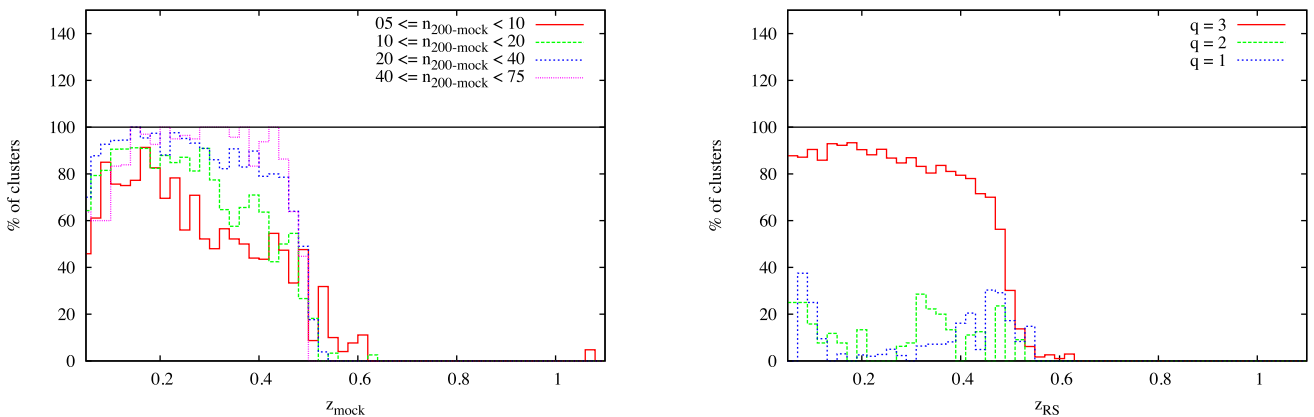 140
120
100
80
60
40
20
0
% of clusters
05 <= n200-mock < 10
10 <= n200-mock < 20
20 <= n200-mock < 40
40 <= n200-mock < 75
0.2 0.4 0.6 0.8 1
zmock
140
120
100
80
60
40
20
0
% of clusters
q = 3
q = 2
q = 1
0.2 0.4 0.6 0.8 1
zRS